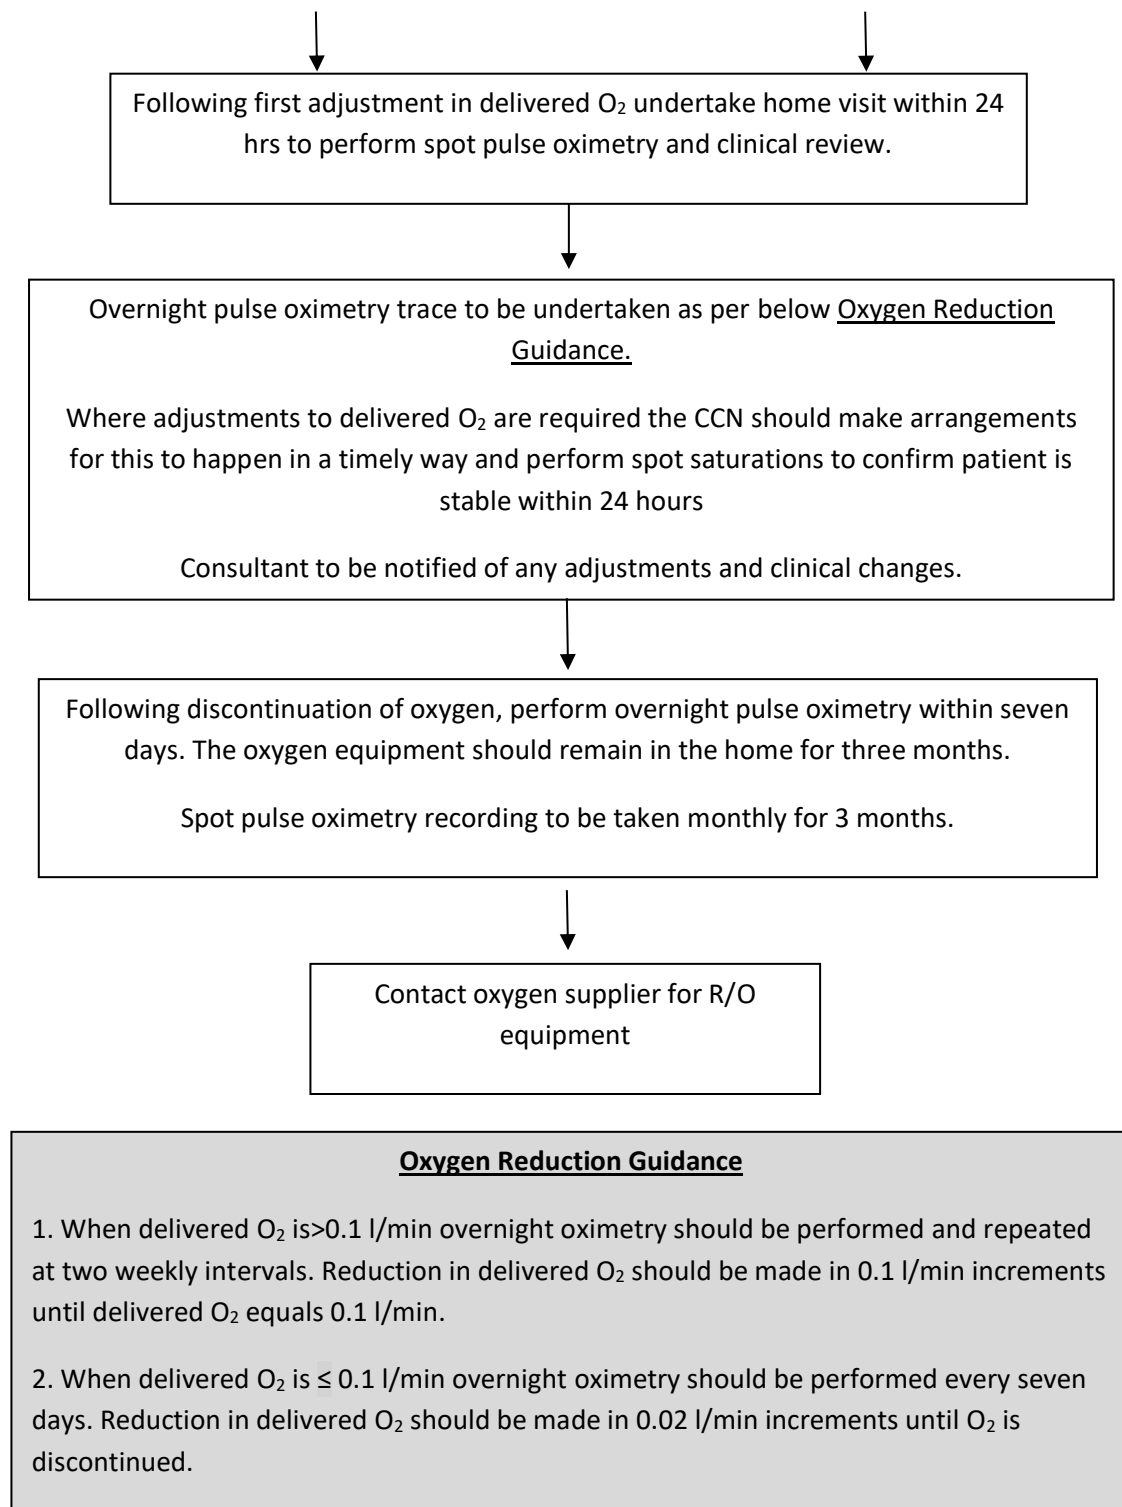 Following first adjustment in delivered O₂ undertake home visit within 24
hrs to perform spot pulse oximetry and clinical review.
Overnight pulse oximetry trace to be undertaken as per below Oxygen Reduction
Guidance.
Where adjustments to delivered O₂ are required the CCN should make arrangements
for this to happen in a timely way and perform spot saturations to confirm patient is
stable within 24 hours
Consultant to be notified of any adjustments and clinical changes.
Following discontinuation of oxygen, perform overnight pulse oximetry within seven
days. The oxygen equipment should remain in the home for three months.
Spot pulse oximetry recording to be taken monthly for 3 months.
Contact oxygen supplier for R/O
equipment
Oxygen Reduction Guidance
1. When delivered O₂ is>0.1 l/min overnight oximetry should be performed and repeated
at two weekly intervals. Reduction in delivered O₂ should be made in 0.1 l/min increments
until delivered O₂ equals 0.1 l/min.
2. When delivered O₂ is ≤ 0.1 l/min overnight oximetry should be performed every seven
days. Reduction in delivered O₂ should be made in 0.02 l/min increments until O₂ is
discontinued.